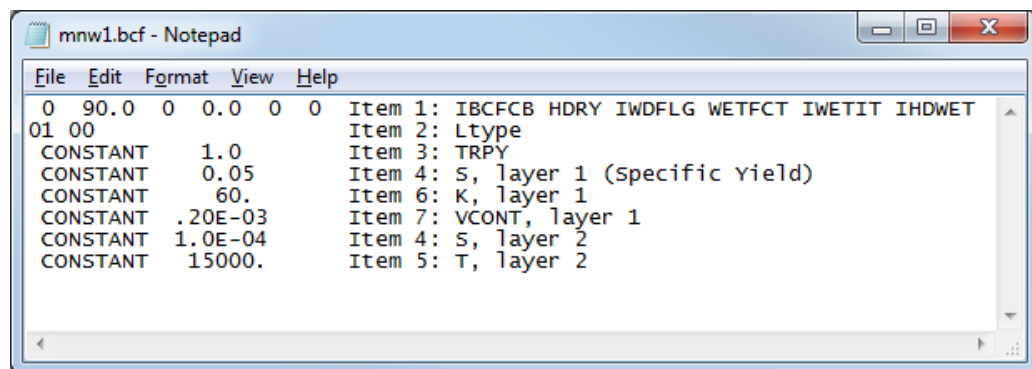 mnw1.bcf - Notepad
File Edit Format View Help
0 90.0 0 0.0 0 0 Item 1: IBCFCB HDRY IWDFLG WETFCT IWETIT IHDWET
01 00 Item 2: Ltype
CONSTANT 1.0 Item 3: TRPY
CONSTANT 0.05 Item 4: S, layer 1 (Specific Yield)
CONSTANT 60. Item 6: K, layer 1
CONSTANT .20E-03 Item 7: VCONT, layer 1
CONSTANT 1.0E-04 Item 4: S, layer 2
CONSTANT 15000. Item 5: T, layer 2